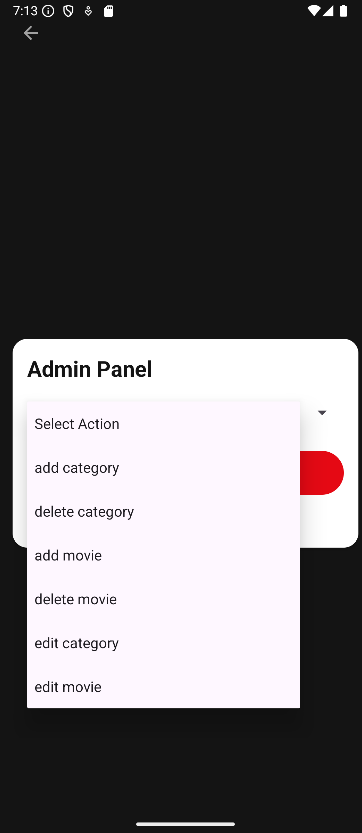 7:13
Admin Panel
Select Action
add category
delete category
add movie
delete movie
edit category
edit movie